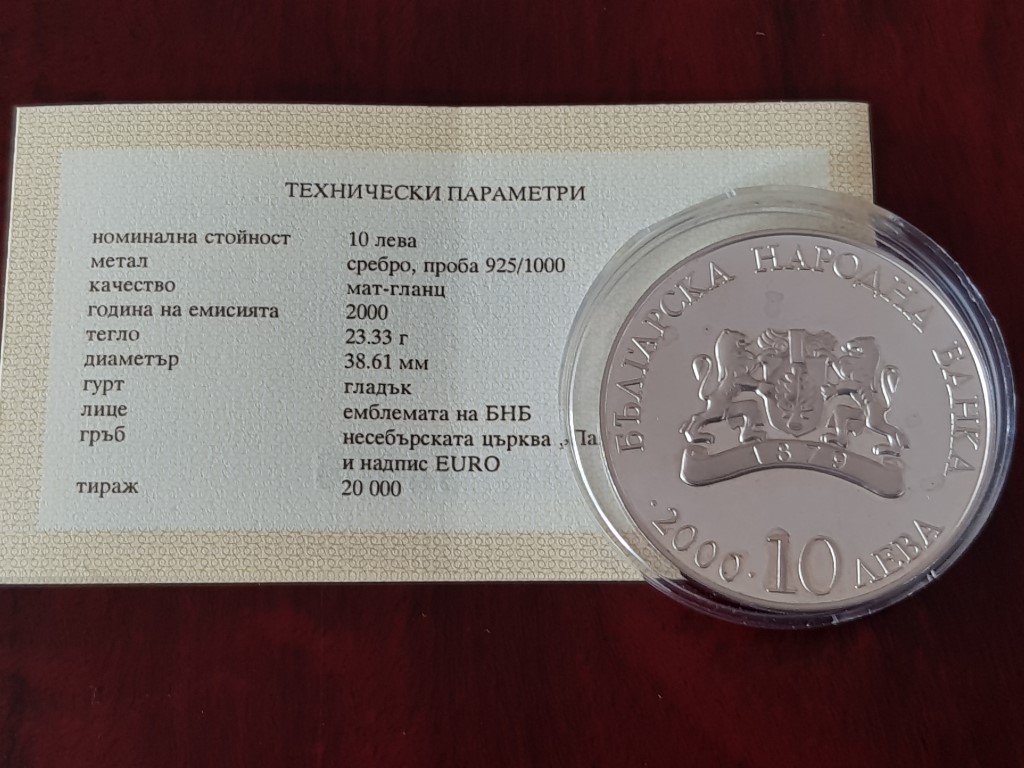 ТЕХНИЧЕСКИ ПАРАМЕТРИ
номинална стойност 10 лева
метал сребро, проба 925/1000
качество мат-гланц
година на емисията 2000
тегло 23.33 г
диаметър 38.61 мм
гурт гладък
лице емблемата на БНБ
гръб несебърската църква „Па
и надпис EURO
тираж 20 000
БЪЛГАРСКА НАРОДНА БАНКА
1879
·2000· 10 ЛЕВА